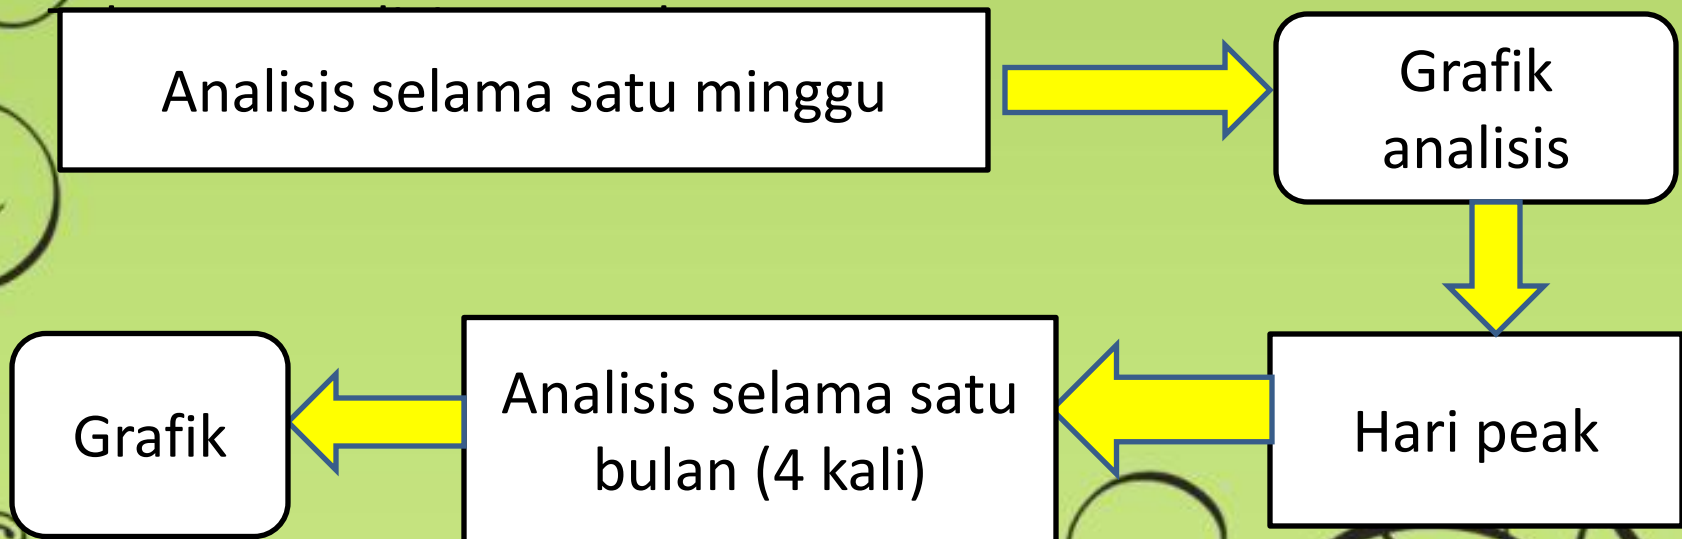 Analisis selama satu minggu
Grafik
analisis
Hari peak
Analisis selama satu
bulan (4 kali)
Grafik